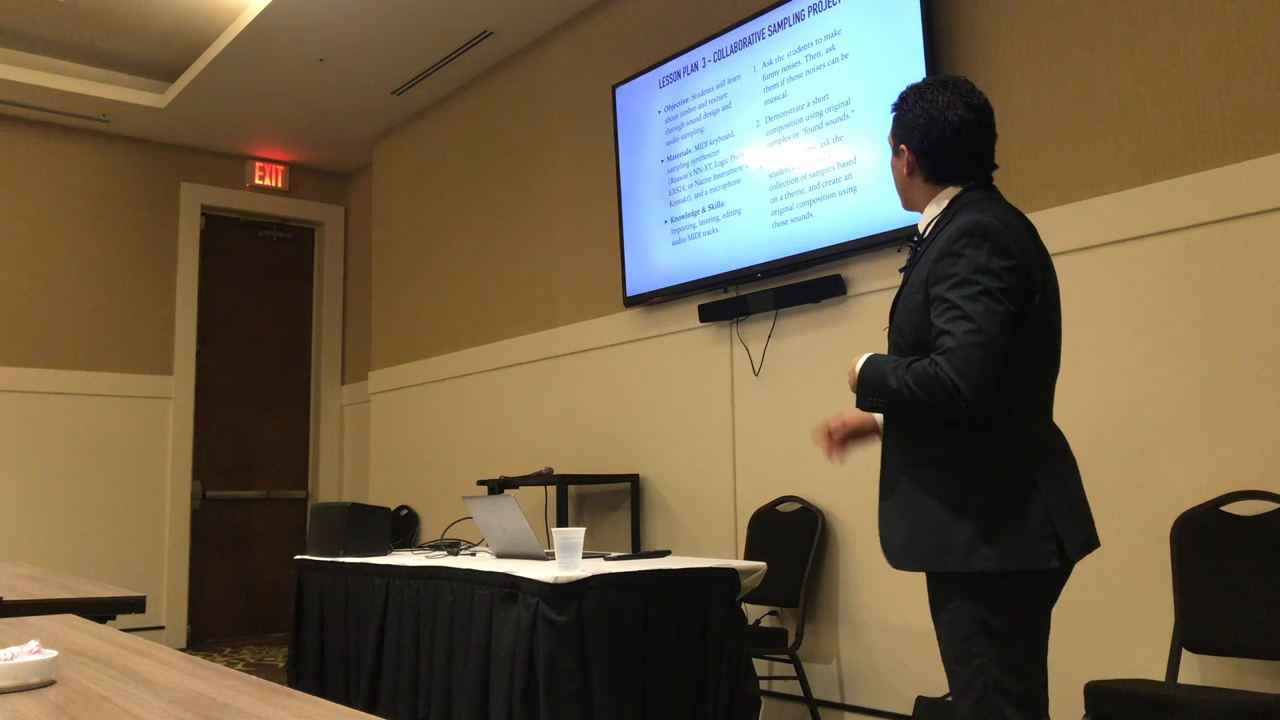 EXIT
LESSON PLAN 3 – COLLABORATIVE SAMPLING PROJECT
▸ Objective: Students will learn
about timbre and texture
through sound design and
audio sampling.
▸ Materials: MIDI keyboard,
sampling synthesizer
(Reason's NN-XT, Logic Pro X
EXS24, or Native Instrument's
Kontakt), and a microphone.
▸ Knowledge & Skills:
Importing, layering, editing
audio/MIDI tracks
1. Ask the students to make
funny noises. Then, ask
them if those noises can be
musical.
2. Demonstrate a short
composition using original
samples or "found sounds."
ask the
students
collection of samples based
on a theme, and create an
original composition using
those sounds.